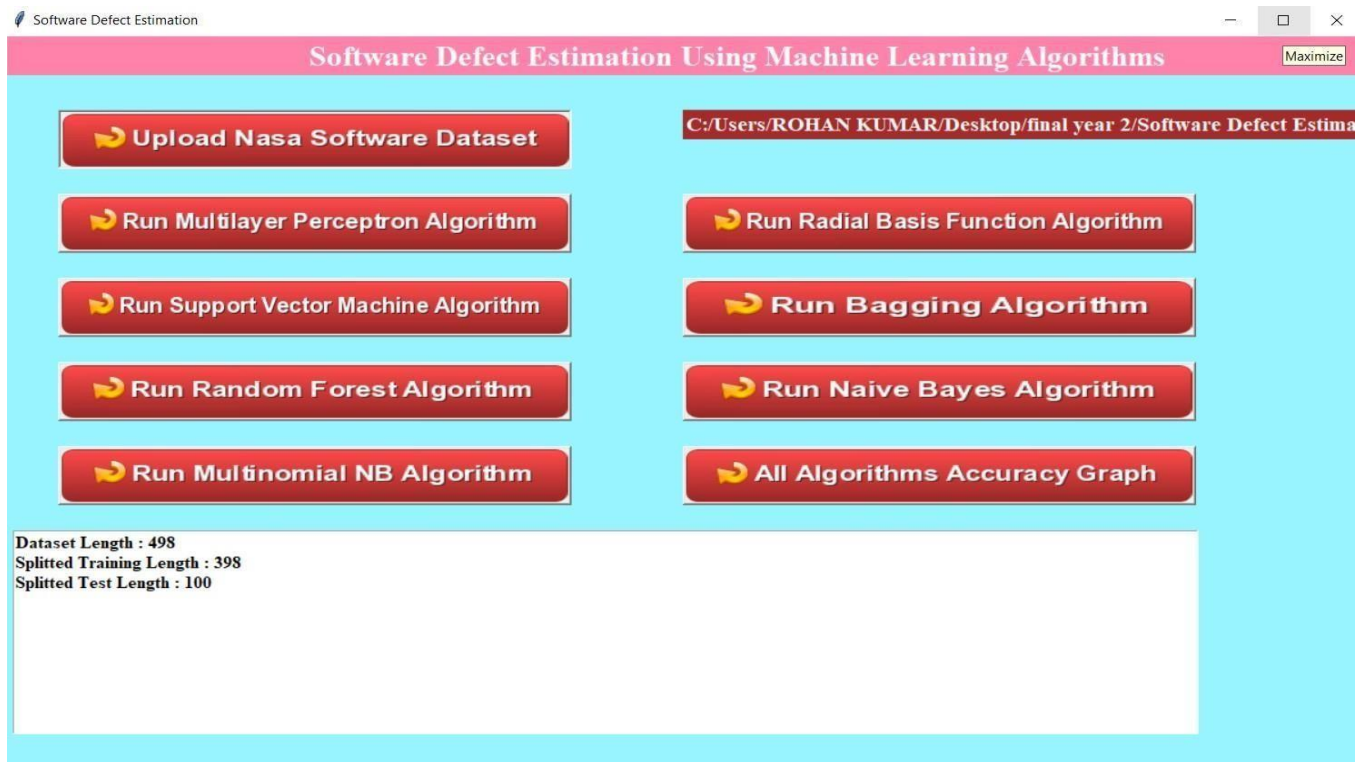 Software Defect Estimation
Software Defect Estimation Using Machine Learning Algorithms
Maximize
Upload Nasa Software Dataset
C:/Users/ROHAN KUMAR/Desktop/final year 2/Software Defect Estima
Run Multilayer Perceptron Algorithm
Run Radial Basis Function Algorithm
Run Support Vector Machine Algorithm
Run Bagging Algorithm
Run Random Forest Algorithm
Run Naive Bayes Algorithm
Run Multinomial NB Algorithm
All Algorithms Accuracy Graph
Dataset Length : 498
Splitted Training Length : 398
Splitted Test Length : 100